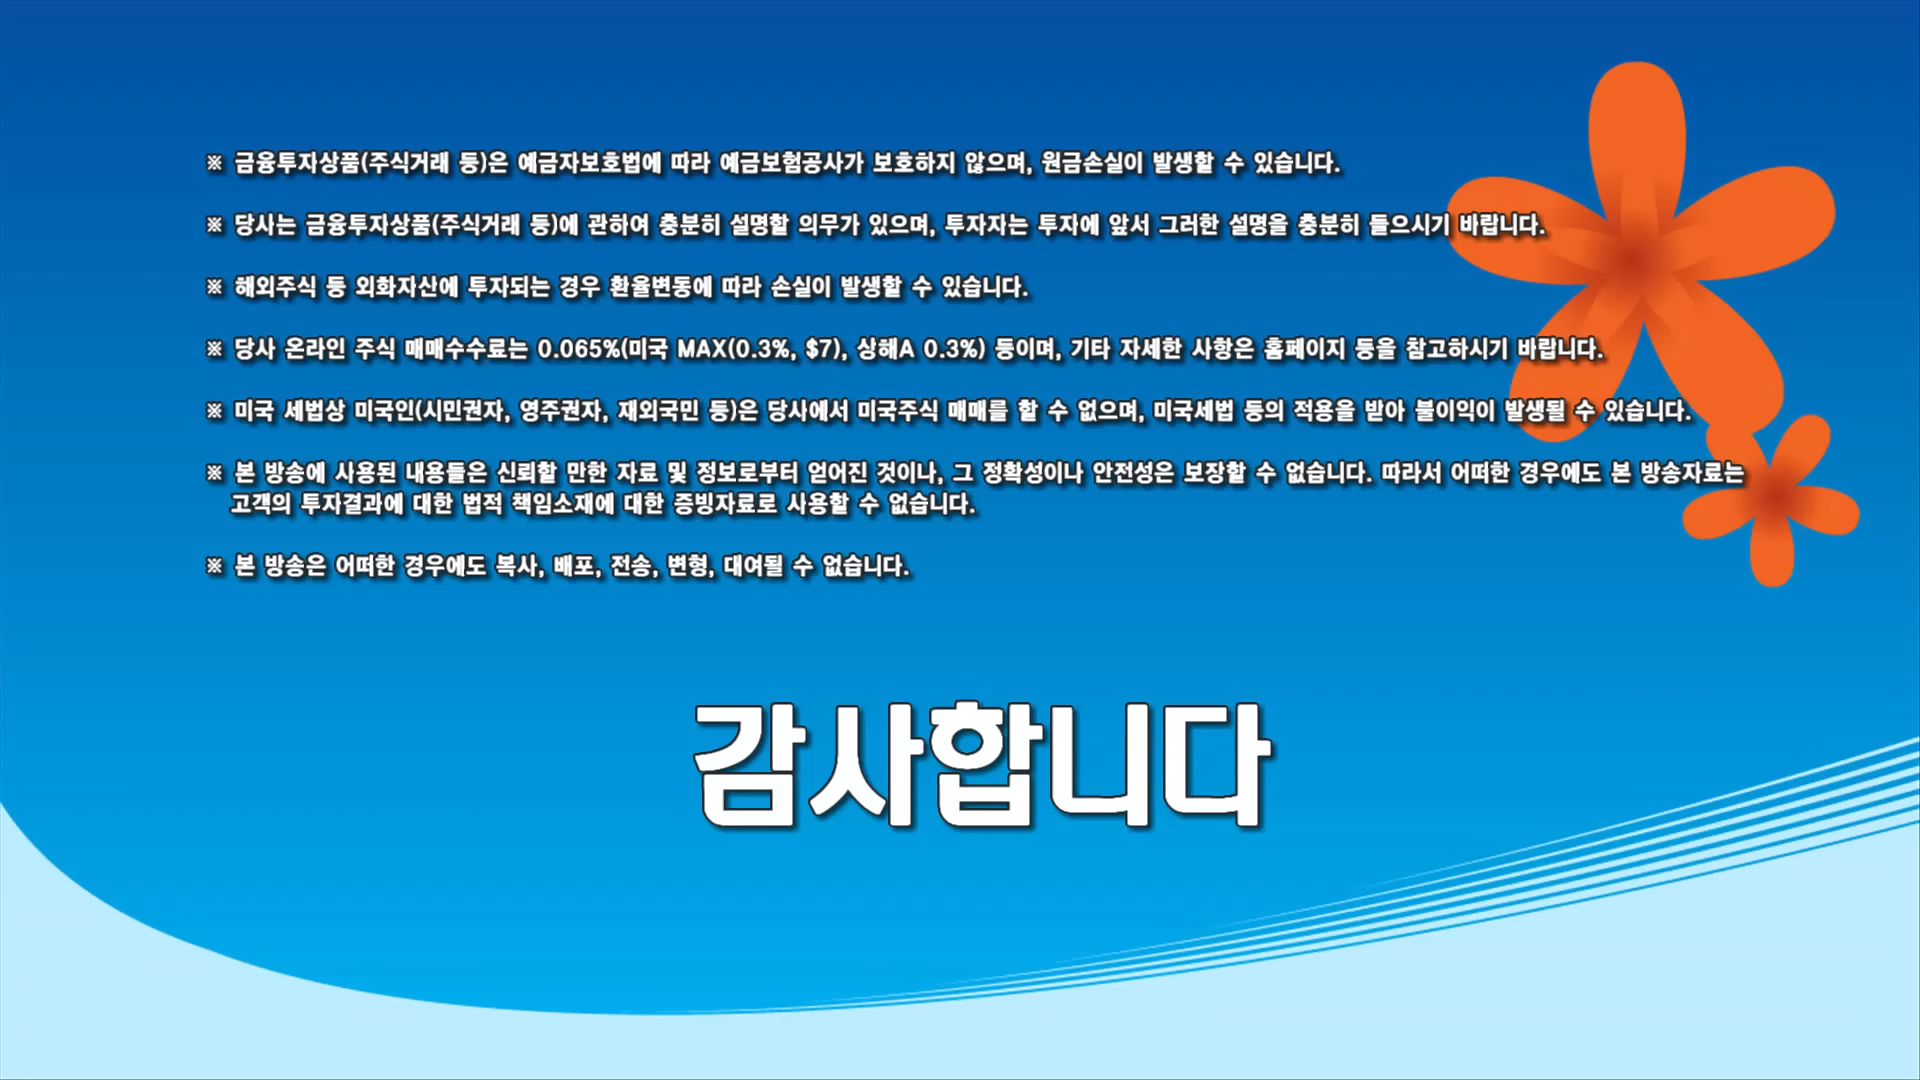 ※ 금융투자상품(주식거래 등)은 예금자보호법에 따라 예금보험공사가 보호하지 않으며, 원금손실이 발생할 수 있습니다.
※ 당사는 금융투자상품(주식거래 등)에 관하여 충분히 설명할 의무가 있으며, 투자자는 투자에 앞서 그러한 설명을 충분히 들으시기 바랍니다.
※ 해외주식 등 외화자산에 투자되는 경우 환율변동에 따라 손실이 발생할 수 있습니다.
※ 당사 온라인 주식 매매수수료는 0.065%(미국 MAX(0.3%, $7), 상해A 0.3%) 등이며, 기타 자세한 사항은 홈페이지 등을 참고하시기 바랍니다.
※ 미국 세법상 미국인(시민권자, 영주권자, 재외국민 등)은 당사에서 미국주식 매매를 할 수 없으며, 미국세법 등의 적용을 받아 불이익이 발생될 수 있습니다.
※ 본 방송에 사용된 내용들은 신뢰할 만한 자료 및 정보로부터 얻어진 것이나, 그 정확성이나 안전성은 보장할 수 없습니다. 따라서 어떠한 경우에도 본 방송자료는
고객의 투자결과에 대한 법적 책임소재에 대한 증빙자료로 사용할 수 없습니다.
※ 본 방송은 어떠한 경우에도 복사, 배포, 전송, 변형, 대여될 수 없습니다.
감사합니다